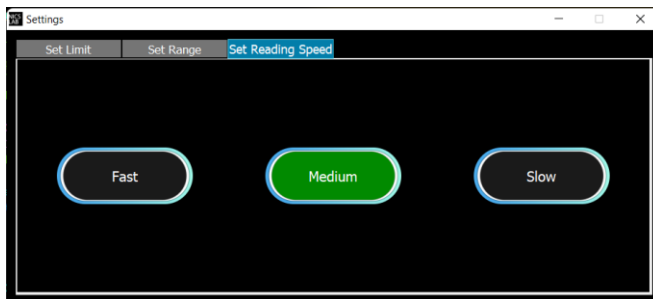 Settings
Set Limit Set Range Set Reading Speed
Fast Medium Slow